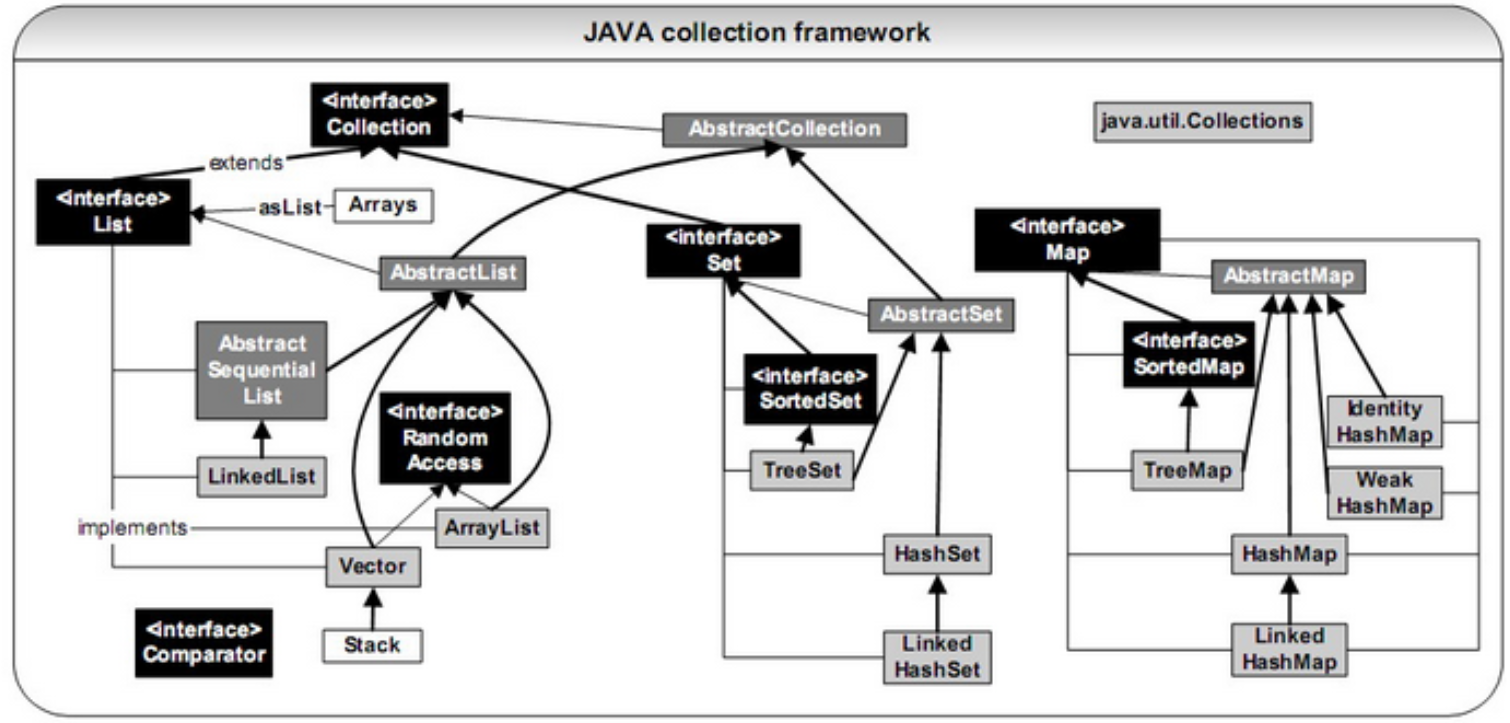 JAVA collection framework
<interface>
Collection
AbstractCollection
java.util.Collections
extends
<interface>
List
asList
Arrays
<interface>
Set
<interface>
Map
AbstractList
AbstractMap
AbstractSet
Abstract
Sequential
List
<interface>
SortedMap
<interface>
SortedSet
<interface>
Random
Access
Identity
HashMap
LinkedList
TreeSet
TreeMap
Weak
HashMap
implements
ArrayList
Vector
HashSet
HashMap
<interface>
Comparator
Stack
Linked
HashSet
Linked
HashMap